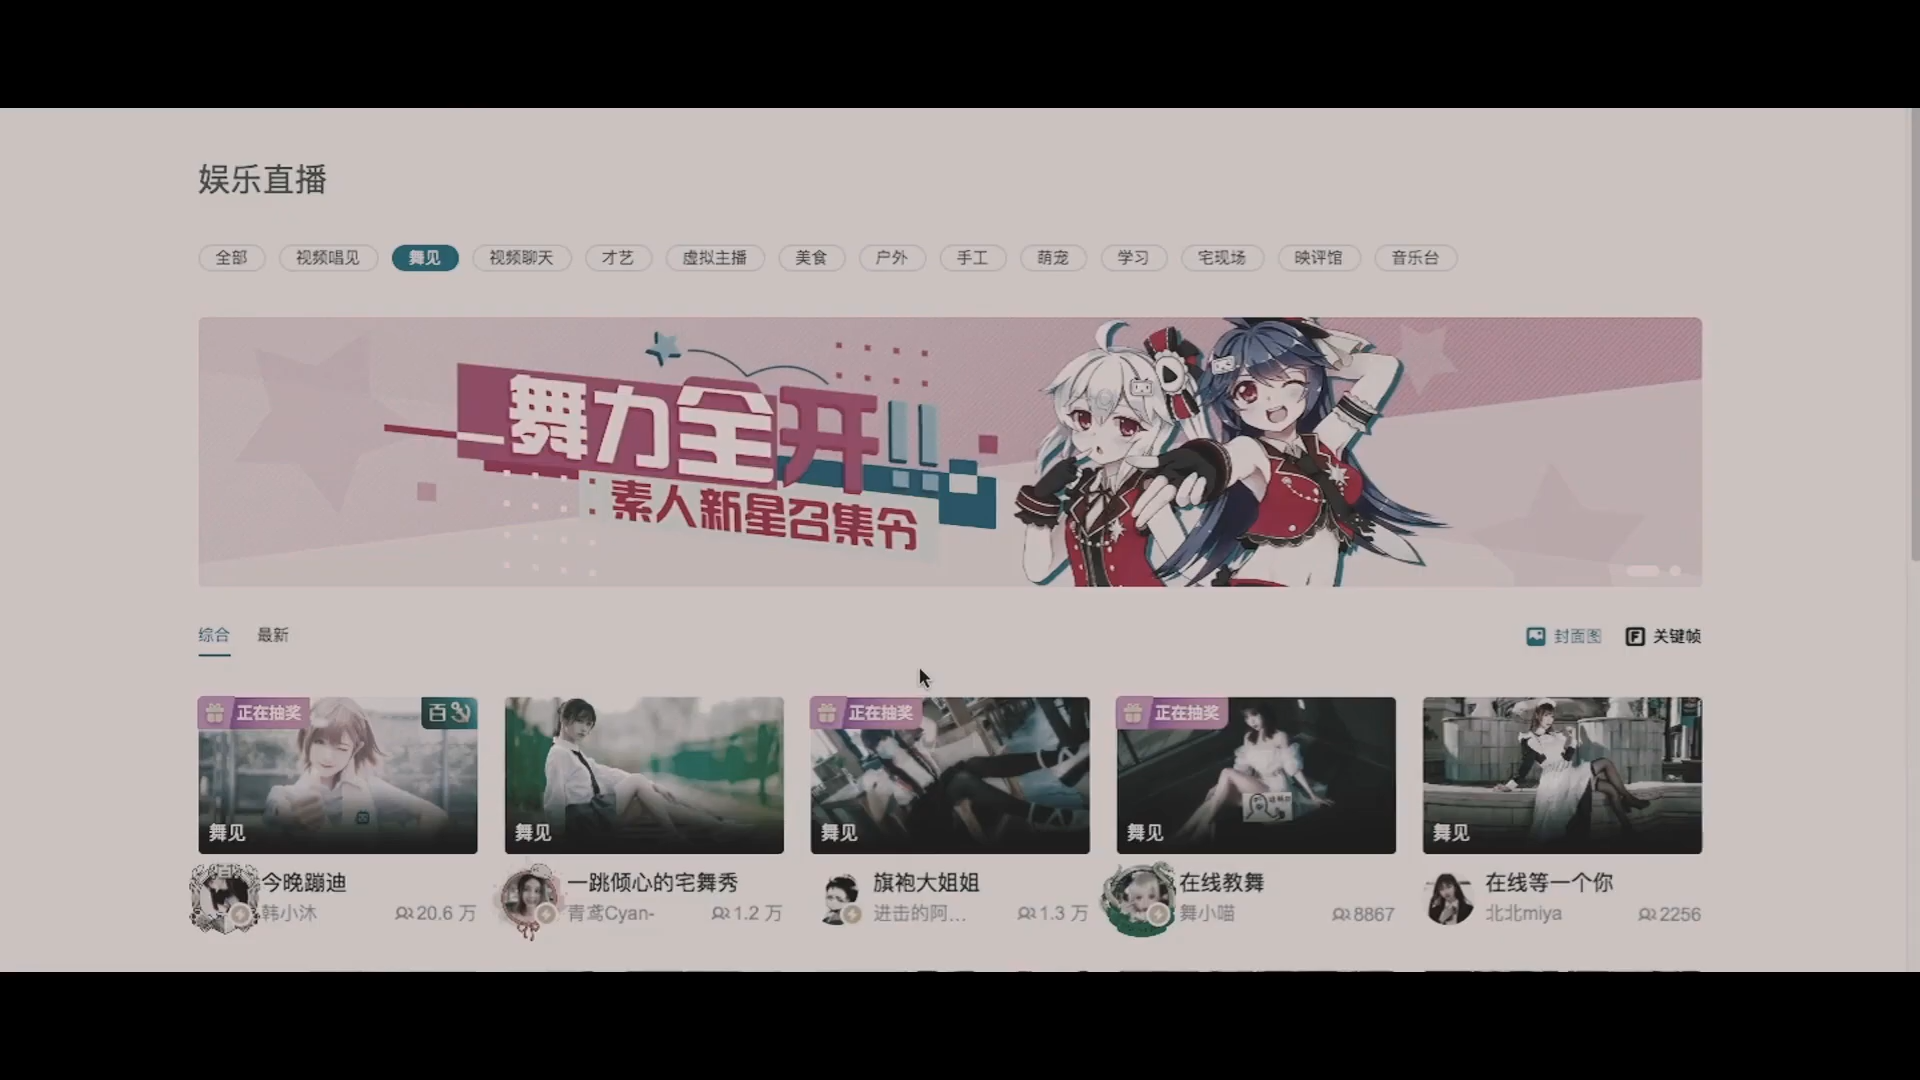 娱乐直播
全部 视频唱见 舞见 视频聊天 才艺 虚拟主播 美食 户外 手工 萌宠 学习 宅现场 映评馆 音乐台
舞力全开!!
素人新星召集令
综合 最新 封面图 关键帧
正在抽奖 正在抽奖 正在抽奖
舞见 舞见 舞见 舞见 舞见
今晚蹦迪 一跳倾心的宅舞秀 旗袍大姐姐 在线教舞 在线等一个你
韩小沐 20.6 万 青鸢Cyan- 1.2 万 进击的阿... 1.3 万 舞小喵 8867 北北miya 2256